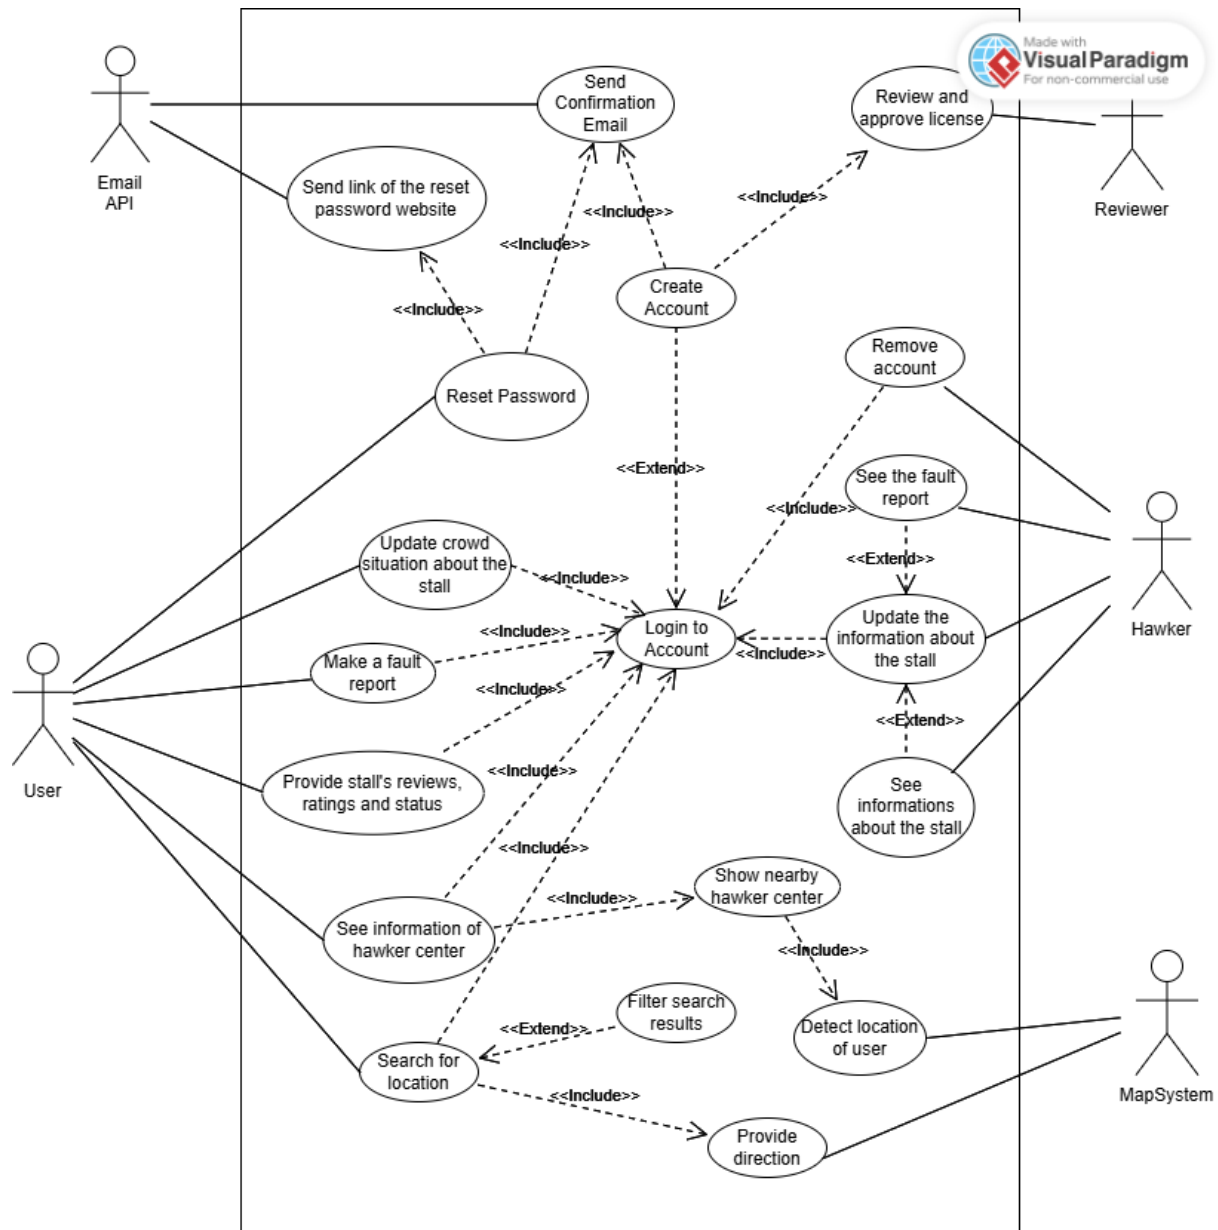 Made with
Visual Paradigm
For non-commercial use
Send
Confirmation
Email
Review and
approve license
Email
API
Send link of the reset
password website
Reviewer
<<Include>>
<<Include>>
<<Include>>
Create
Account
<<Include>>
Remove
account
Reset Password
<<Extend>>
See the fault
report
<<Include>>
Update crowd
situation about the
stall
<<Include>>
<<Extend>>
Login to
Account
Update the
information about
the stall
Hawker
<<Include>>
<<Include>>
Make a fault
report
<<Include>>
<<Extend>>
User
Provide stall's reviews,
ratings and status
<<Include>>
See
informations
about the stall
<<Include>>
Show nearby
hawker center
<<Include>>
See information of
hawker center
<<Include>>
Filter search
results
<<Extend>>
Detect location
of user
Search for
location
<<Include>>
MapSystem
Provide
direction